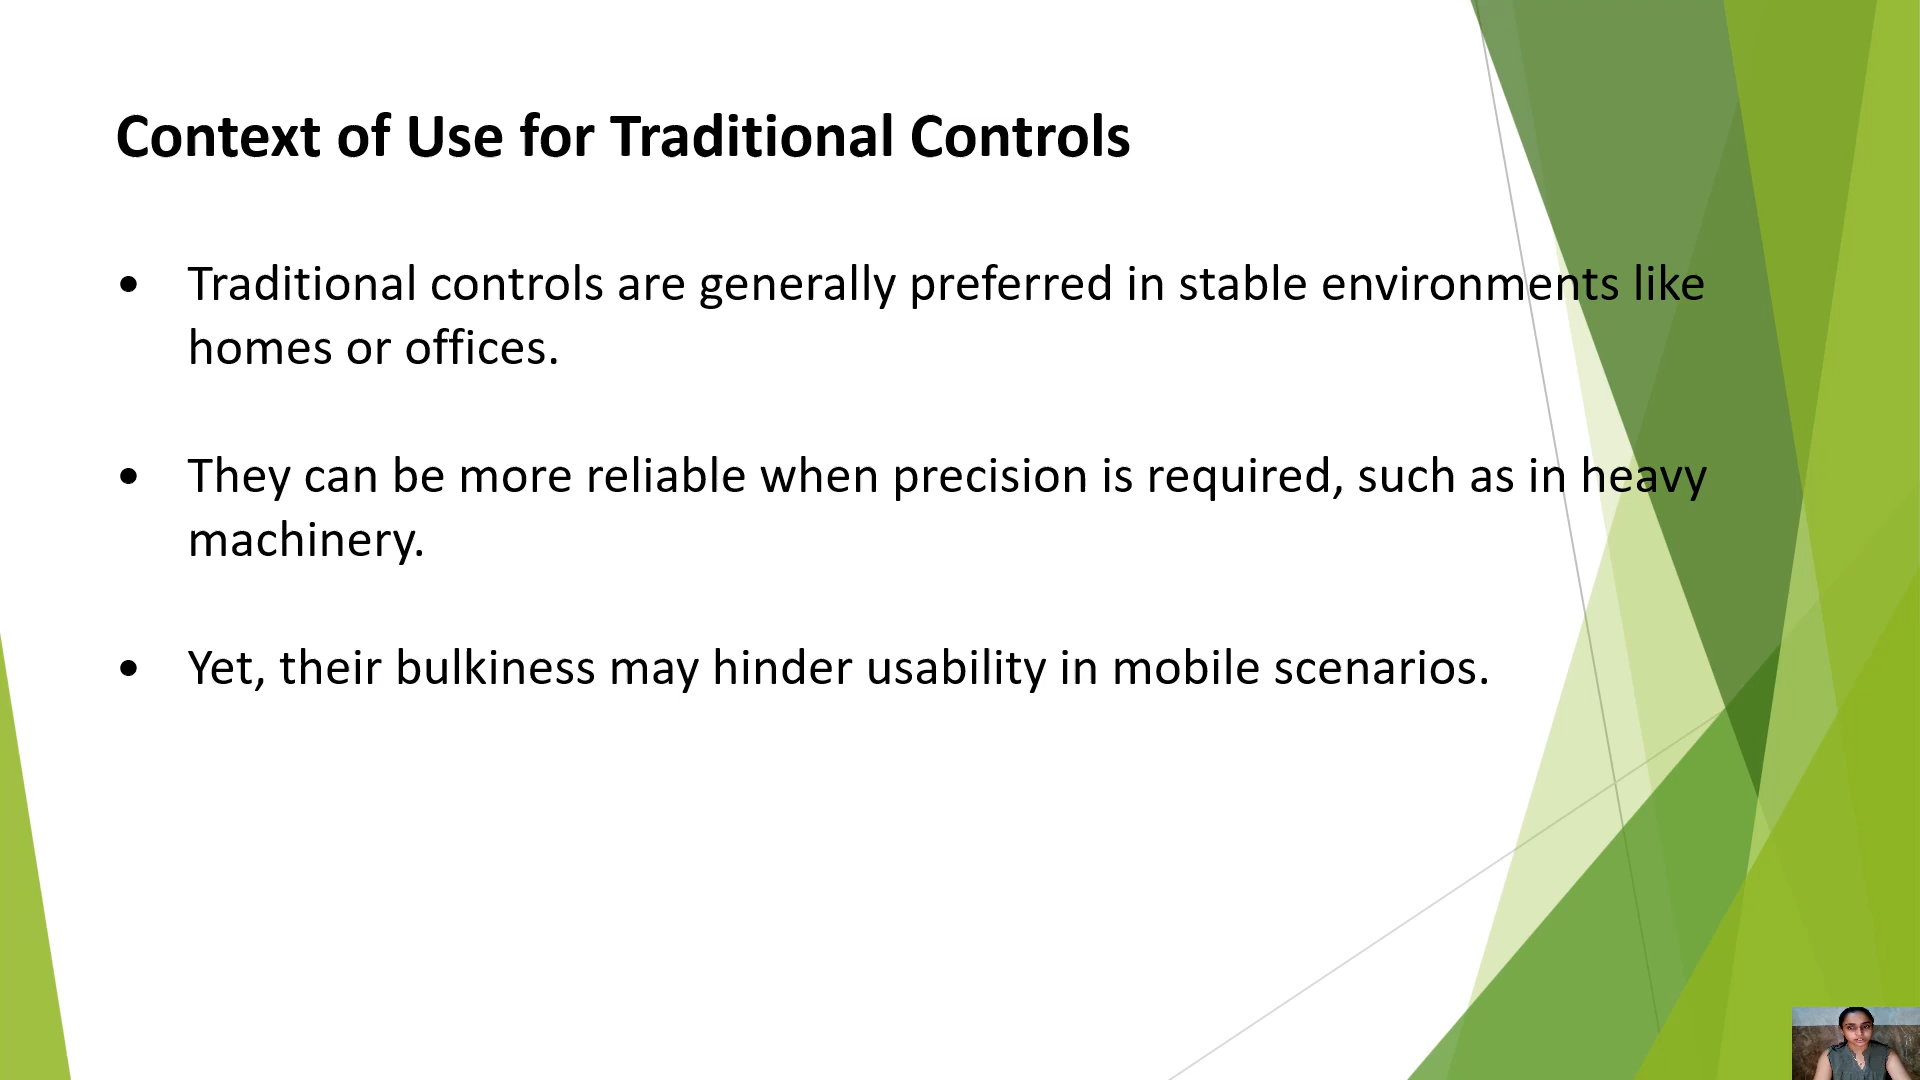 Context of Use for Traditional Controls
• Traditional controls are generally preferred in stable environments like
homes or offices.
• They can be more reliable when precision is required, such as in heavy
machinery.
• Yet, their bulkiness may hinder usability in mobile scenarios.